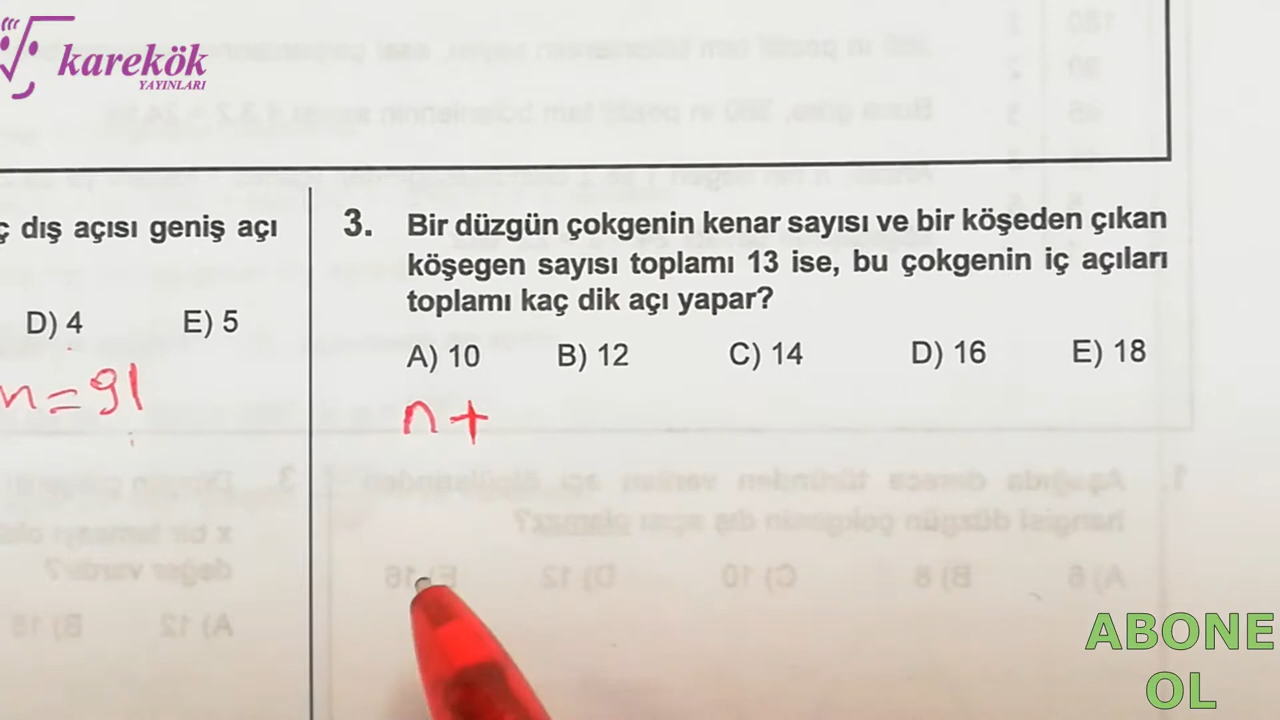 karekök
YAYINLARI
ç dış açısı geniş açı
D) 4 E) 5
n=91
3. Bir düzgün çokgenin kenar sayısı ve bir köşeden çıkan
köşegen sayısı toplamı 13 ise, bu çokgenin iç açıları
toplamı kaç dik açı yapar?
A) 10 B) 12 C) 14 D) 16 E) 18
n+
ABONE
OL